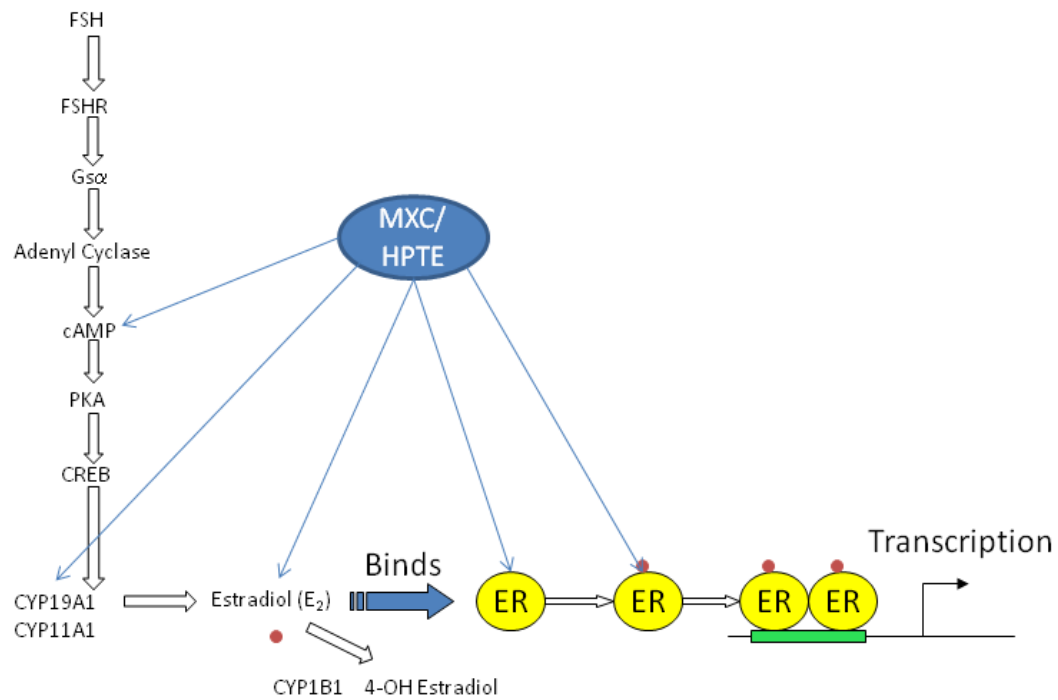 FSH
FSHR
Gsα
MXC/
HPTE
Adenyl Cyclase
cAMP
PKA
CREB
Transcription
Binds
CYP19A1
Estradiol (E₂)
ER
ER
ER
ER
CYP11A1
CYP1B1 4-OH Estradiol